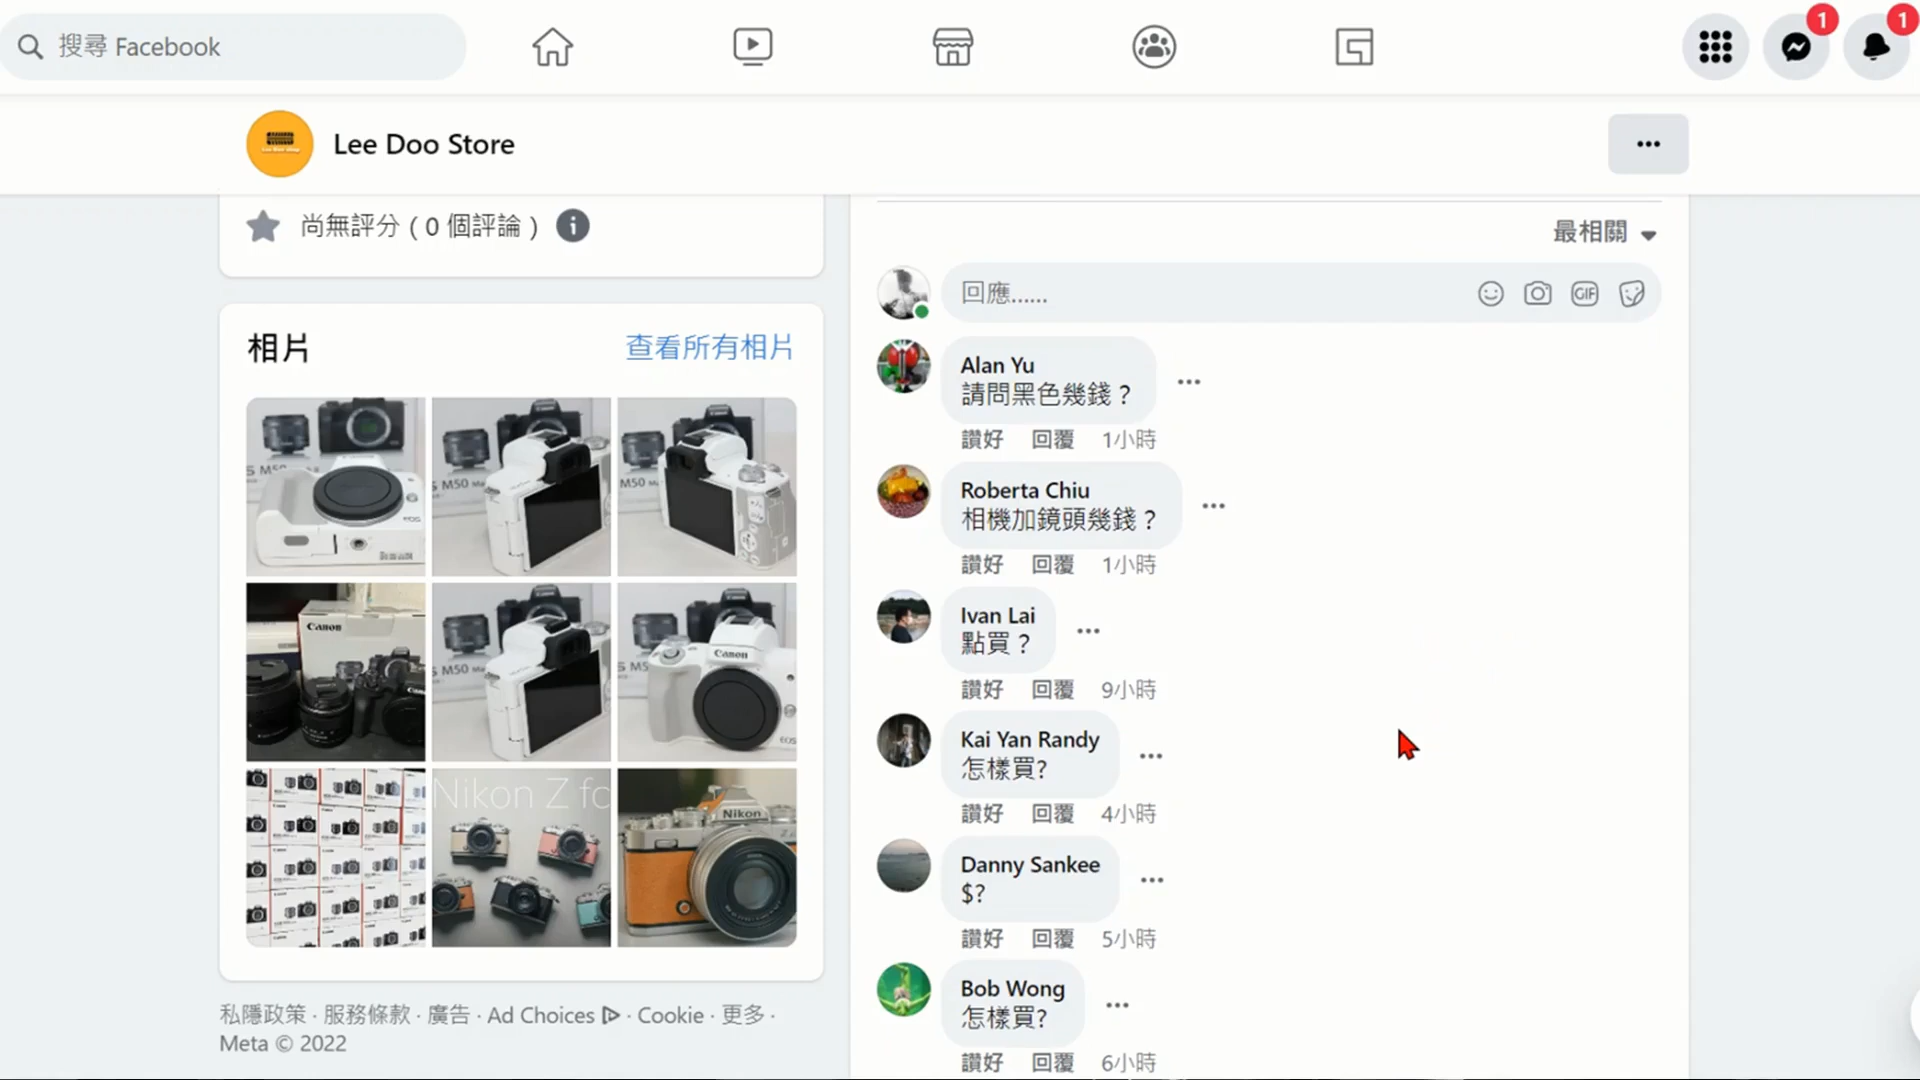 搜尋 Facebook
1
1
Lee Doo Store
尚無評分 ( 0 個評論 )
相片
查看所有相片
Canon
Canon
Nikon Z fc
Nikon
私隱政策 · 服務條款 · 廣告 · Ad Choices · Cookie · 更多 ·
Meta © 2022
最相關
回應......
GIF
Alan Yu
請問黑色幾錢？
讚好 回覆 1小時
Roberta Chiu
相機加鏡頭幾錢？
讚好 回覆 1小時
Ivan Lai
點買？
讚好 回覆 9小時
Kai Yan Randy
怎樣買?
讚好 回覆 4小時
Danny Sankee
$?
讚好 回覆 5小時
Bob Wong
怎樣買?
讚好 回覆 6小時